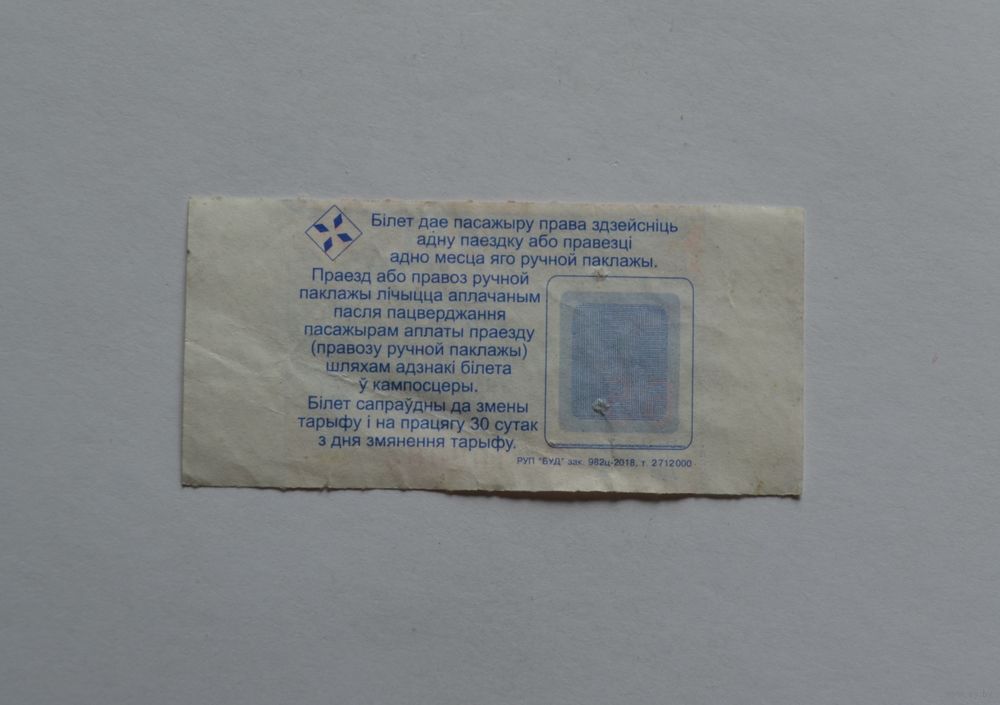 Білет дае пасажыру права здзейсніць
адну паездку або правезці
адно месца яго ручной паклажы.
Праезд або правоз ручной
паклажы лічыцца аплачаным
пасля пацверджання
пасажырам аплаты праезду
(правозу ручной паклажы)
шляхам адзнакі білета
ў кампосцеры.
Білет сапраўдны да змены
тарыфу і на працягу 30 сутак
з дня змянення тарыфу.
РУП "БУД" зак. 982ц-2018, т. 2712000